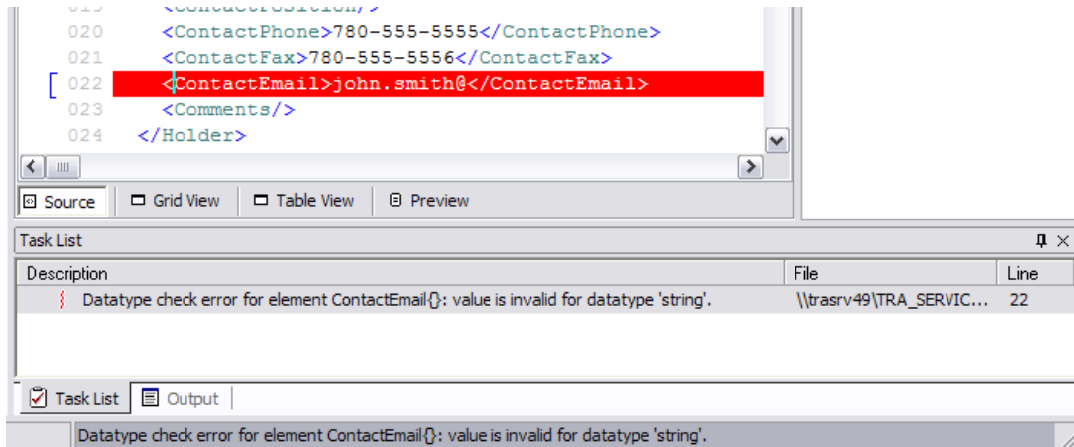 019 <ContactPosition/>
020 <ContactPhone>780-555-5555</ContactPhone>
021 <ContactFax>780-555-5556</ContactFax>
022 <ContactEmail>john.smith@</ContactEmail>
023 <Comments/>
024 </Holder>
Source Grid View Table View Preview
Task List
Description File Line
Datatype check error for element ContactEmail{}: value is invalid for datatype 'string'. \\trasrv49\TRA_SERVIC... 22
Task List Output
Datatype check error for element ContactEmail{}: value is invalid for datatype 'string'.